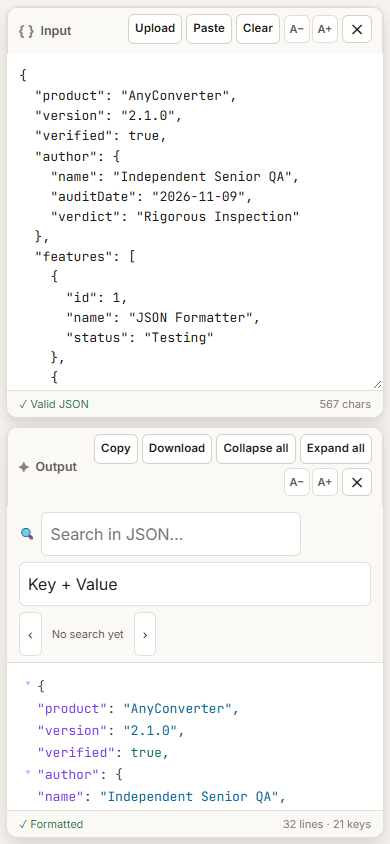 { } Input
Upload Paste Clear A− A+ ✕
{
  "product": "AnyConverter",
  "version": "2.1.0",
  "verified": true,
  "author": {
    "name": "Independent Senior QA",
    "auditDate": "2026-11-09",
    "verdict": "Rigorous Inspection"
  },
  "features": [
    {
      "id": 1,
      "name": "JSON Formatter",
      "status": "Testing"
    },
    {
✓ Valid JSON 567 chars
✦ Output
Copy Download Collapse all Expand all
A− A+ ✕
Search in JSON...
Key + Value
‹ No search yet ›
{
"product": "AnyConverter",
"version": "2.1.0",
"verified": true,
"author": {
"name": "Independent Senior QA",
✓ Formatted 32 lines · 21 keys